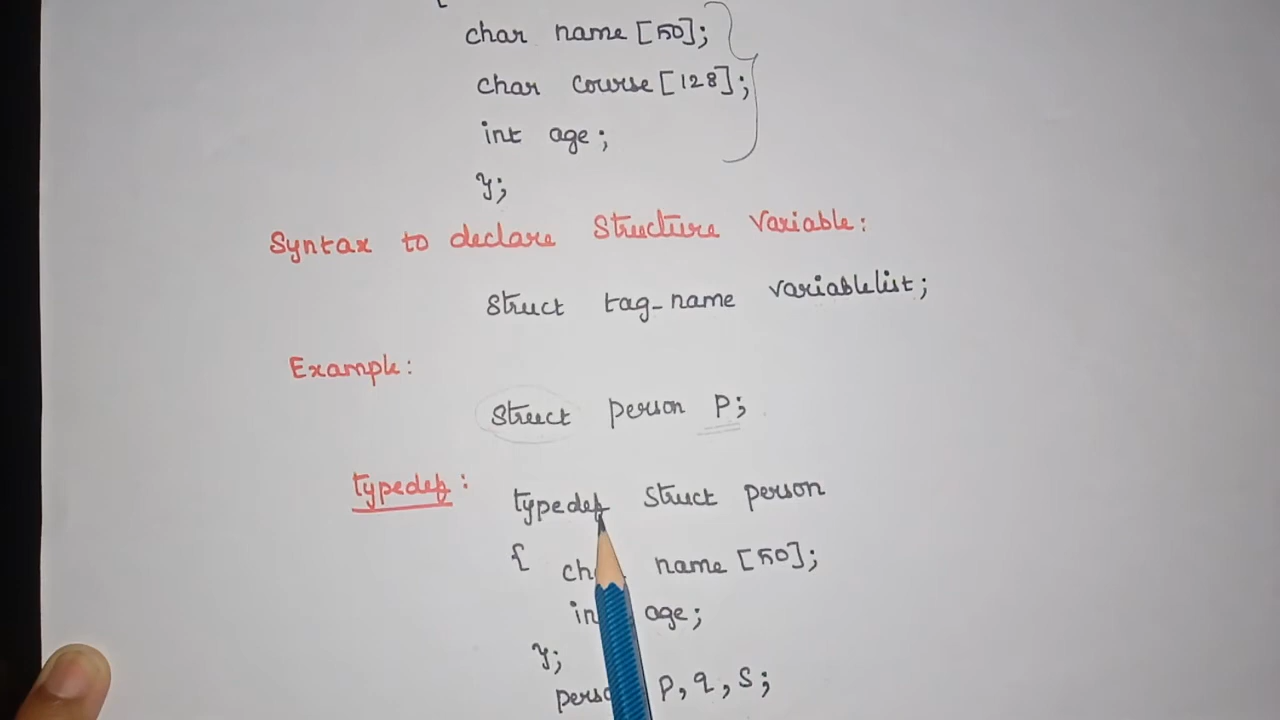 {
char name [50];
char course [128];
int age;
};
Syntax to declare Structure Variable:
Struct tag-name variablelist;
Example:
Struct person P;
typedef: typedef Struct person
{ name [50];
age;
};
P, q, S;